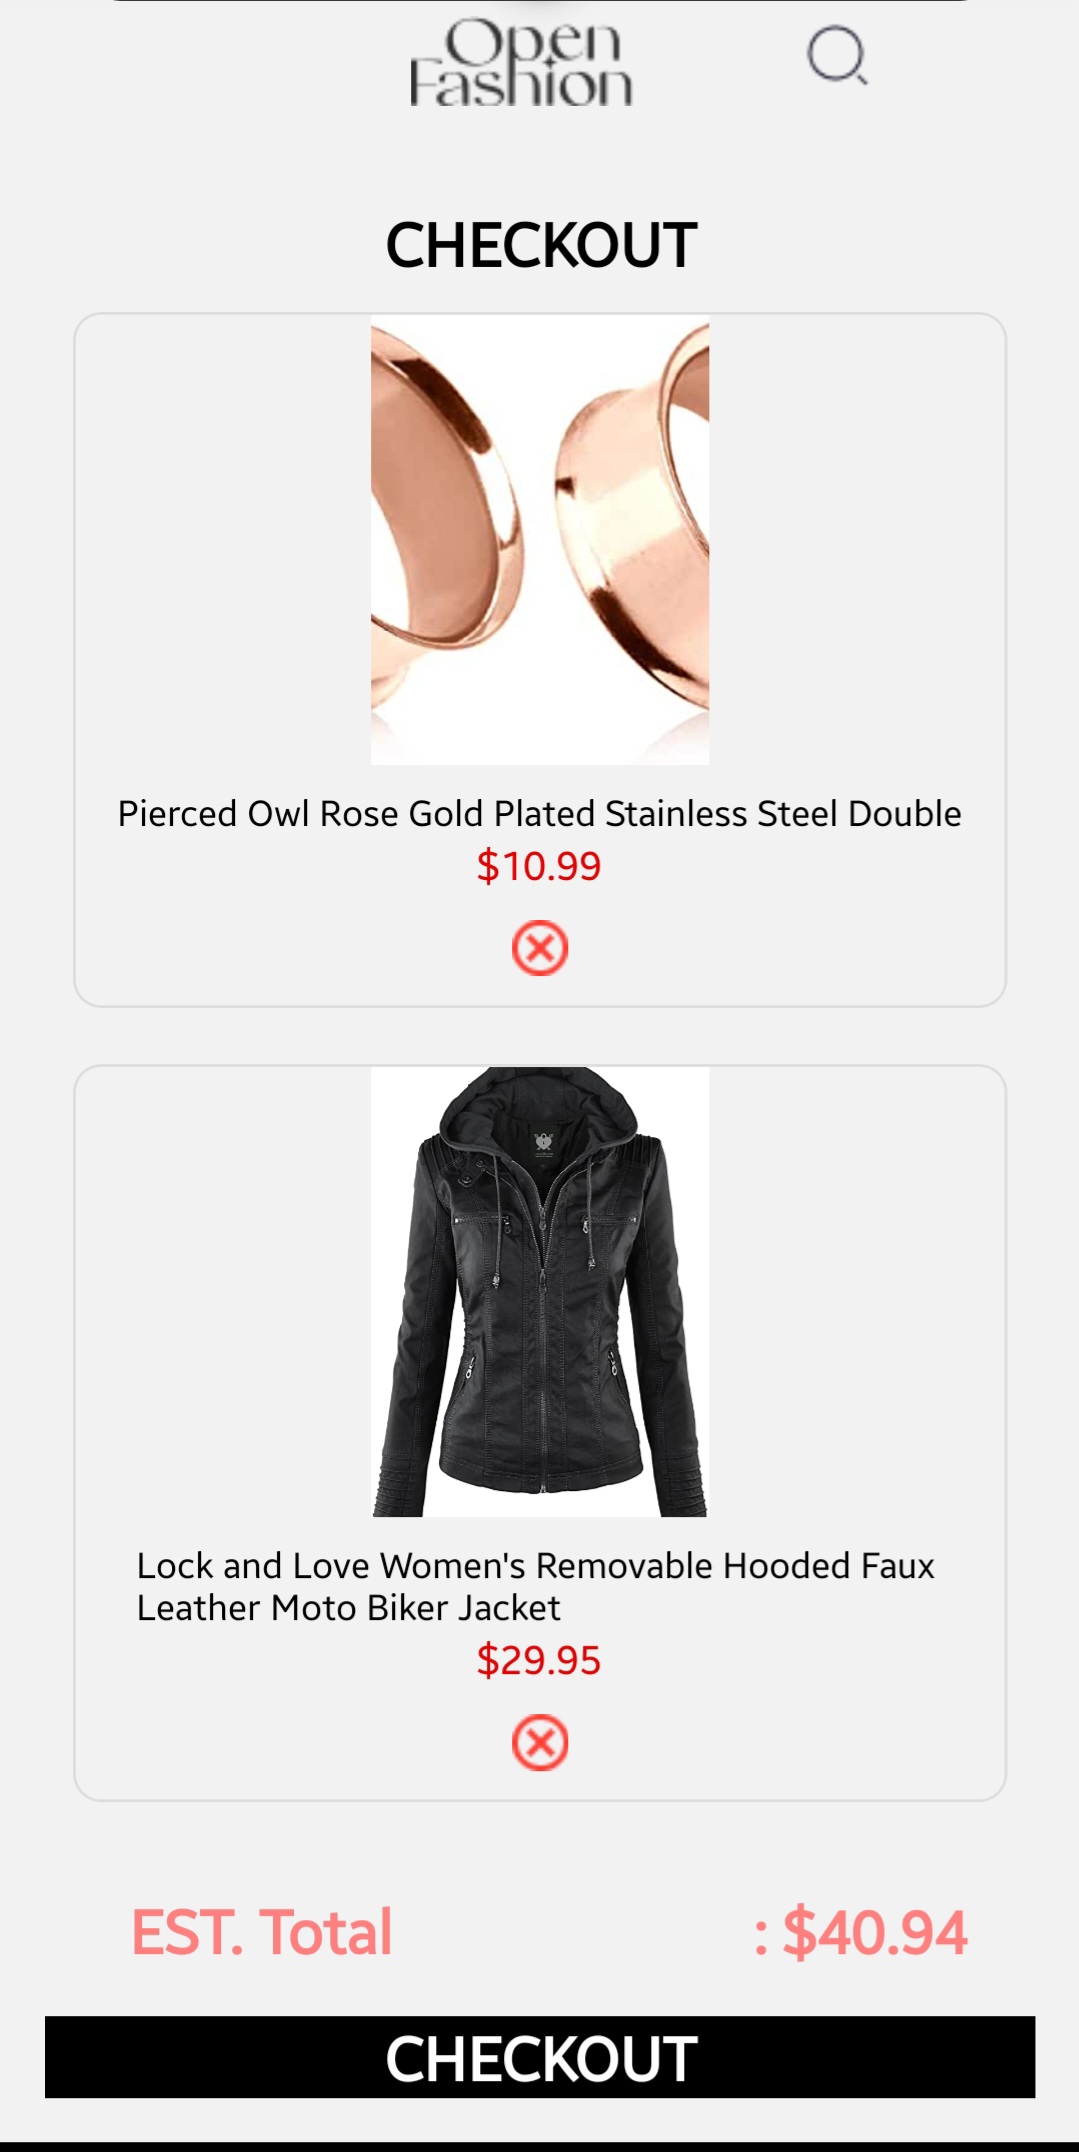 Open
Fashion
CHECKOUT
Pierced Owl Rose Gold Plated Stainless Steel Double
$10.99
Lock and Love Women's Removable Hooded Faux
Leather Moto Biker Jacket
$29.95
EST. Total : $40.94
CHECKOUT